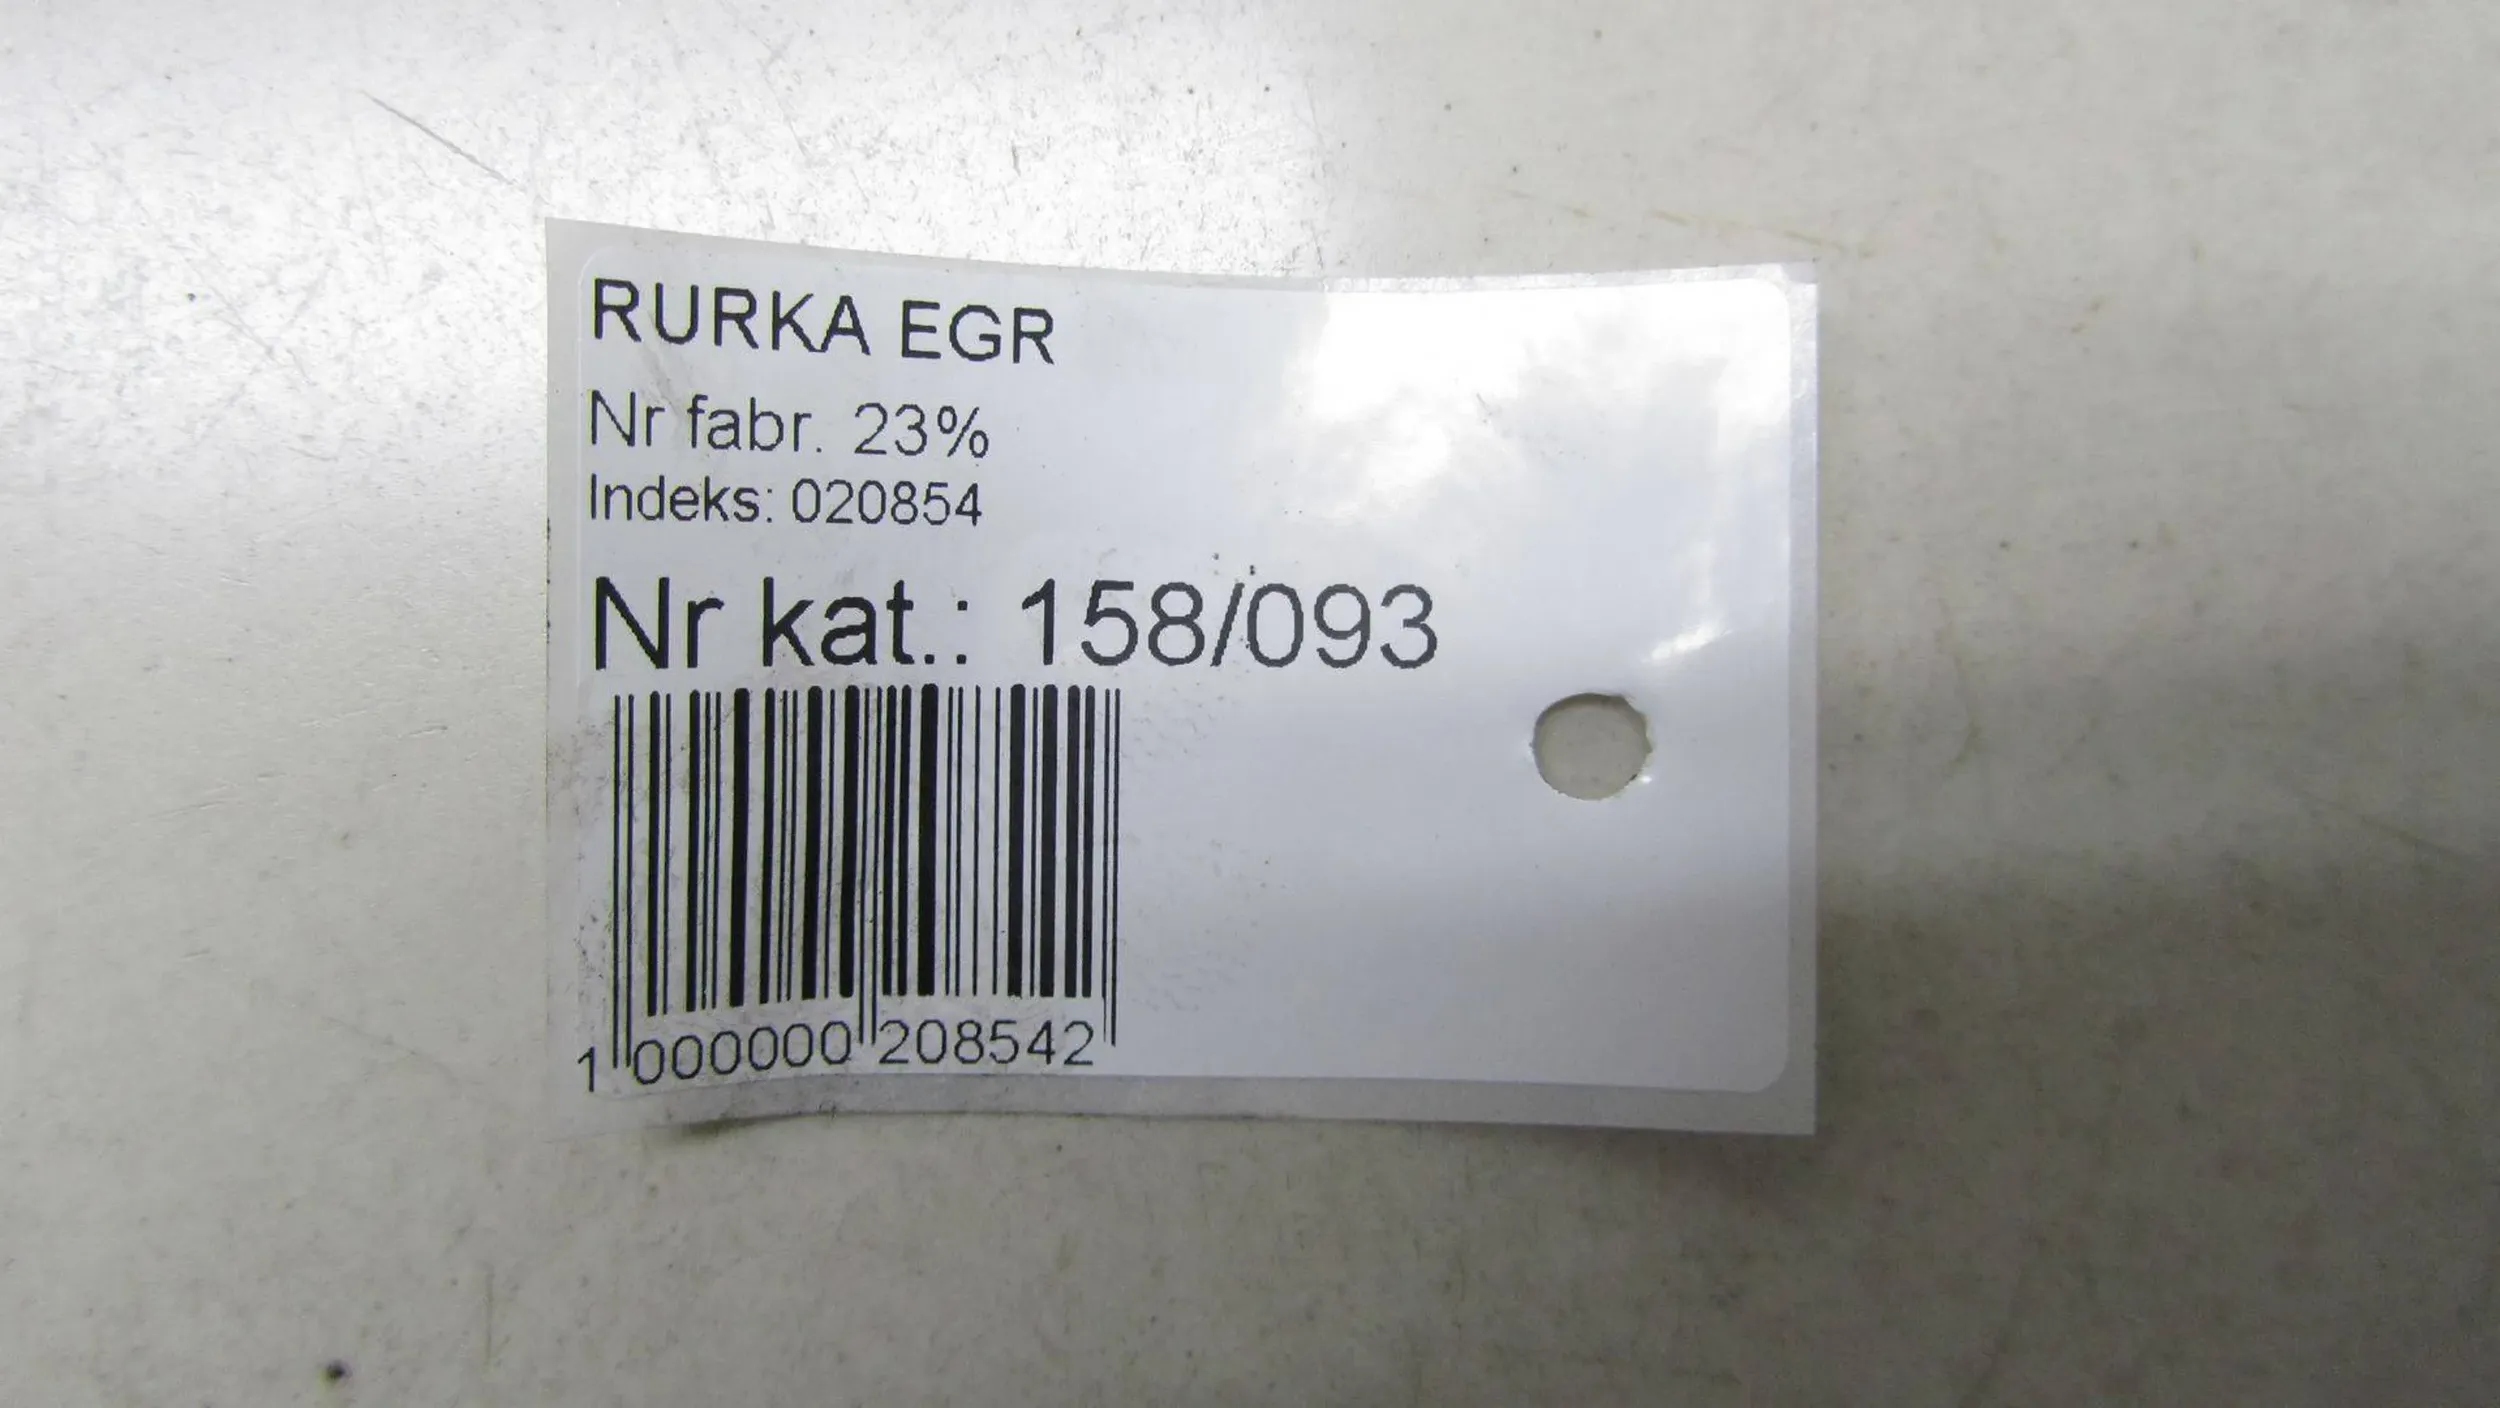 RURKA EGR
Nr fabr. 23%
Indeks: 020854
Nr kat.: 158/093
1 000000 208542